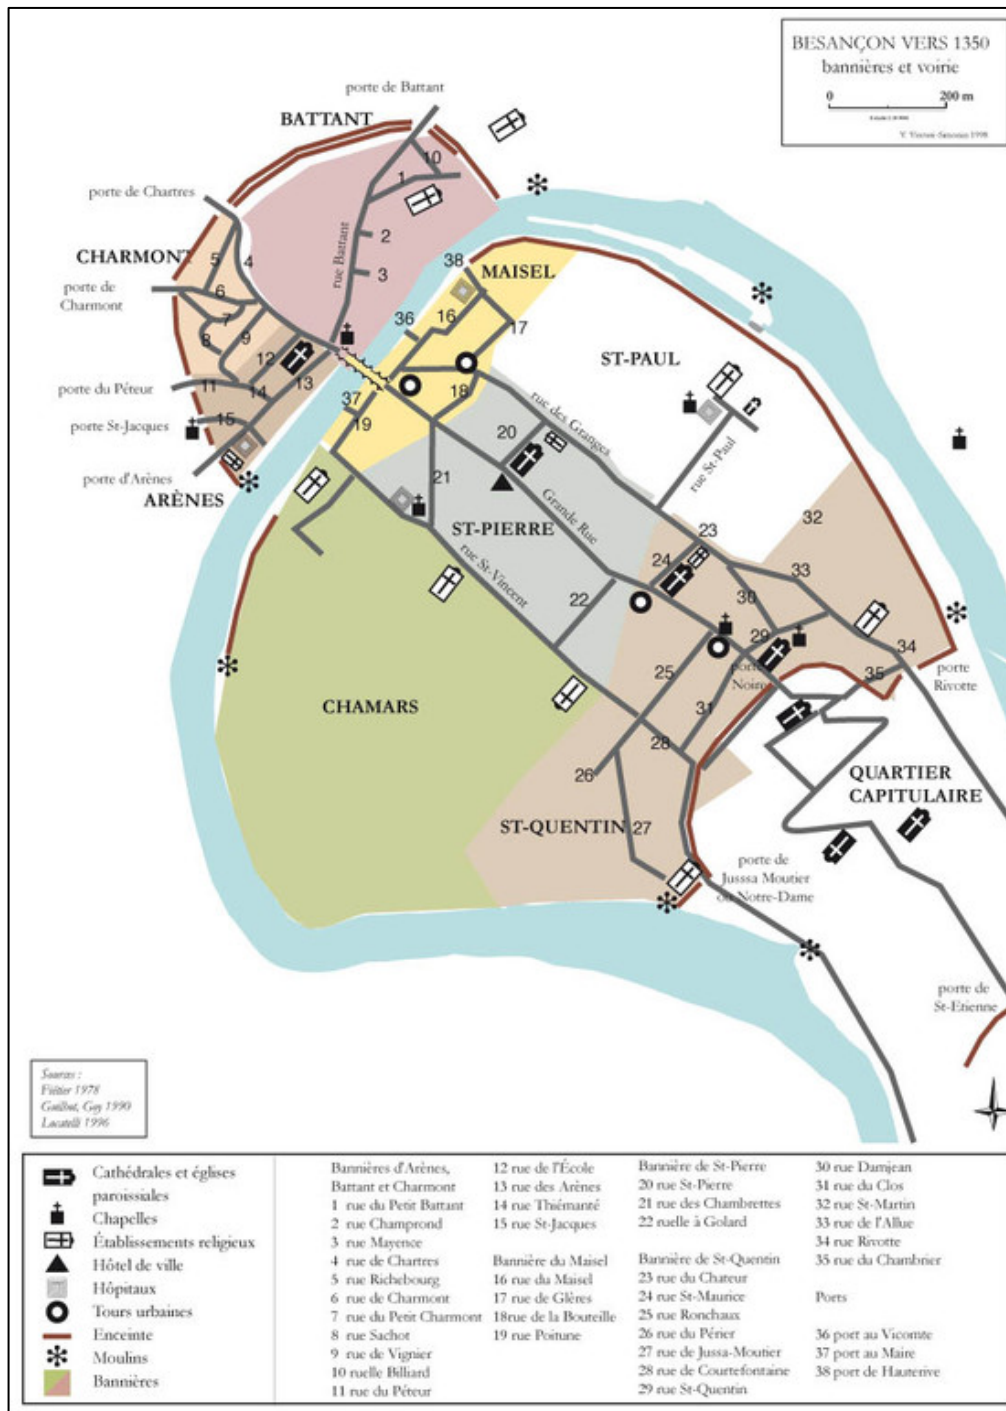 BESANÇON VERS 1350
bannières et voirie
0 200 m
porte de Battant
BATTANT
10
porte de Chartres
1
2
rue Battant
3
CHARMONT
5
4
porte de
Charmont
6
7
8
9
38
MAISEL
36
16
17
12
13
porte du Péteur
11
14
37
18
ST-PAUL
rue des Granges
porte St-Jacques
15
19
20
rue St-Paul
porte d'Arènes
ARÈNES
21
ST-PIERRE
Grande Rue
rue St-Vincent
32
23
24
33
22
30
29
34
25
porte
Noire
35
porte
Rivotte
CHAMARS
31
28
26
QUARTIER
CAPITULAIRE
ST-QUENTIN
27
porte de
Jusssa Moutier
ou Notre-Dame
porte de
St-Etienne
Sources :
Fiétier 1978
Guilhot, Goy 1990
Locatelli 1996
Cathédrales et églises
paroissiales
Chapelles
Établissements religieux
Hôtel de ville
Hôpitaux
Tours urbaines
Enceinte
Moulins
Bannières
Bannières d'Arènes,
Battant et Charmont
1 rue du Petit Battant
2 rue Champrond
3 rue Mayence
4 rue de Chartres
5 rue Richebourg
6 rue de Charmont
7 rue du Petit Charmont
8 rue Sachot
9 rue de Vignier
10 ruelle Billiard
11 rue du Péteur
12 rue de l'École
13 rue des Arènes
14 rue Thiémanté
15 rue St-Jacques
Bannière du Maisel
16 rue du Maisel
17 rue de Glères
18rue de la Bouteille
19 rue Poitune
Bannière de St-Pierre
20 rue St-Pierre
21 rue des Chambrettes
22 ruelle à Golard
Bannière de St-Quentin
23 rue du Chateur
24 rue St-Maurice
25 rue Ronchaux
26 rue du Périer
27 rue de Jussa-Moutier
28 rue de Courtefontaine
29 rue St-Quentin
30 rue Damjean
31 rue du Clos
32 rue St-Martin
33 rue de l'Allue
34 rue Rivotte
35 rue du Chambrier
Ports
36 port au Vicomte
37 port au Maire
38 port de Hauterive